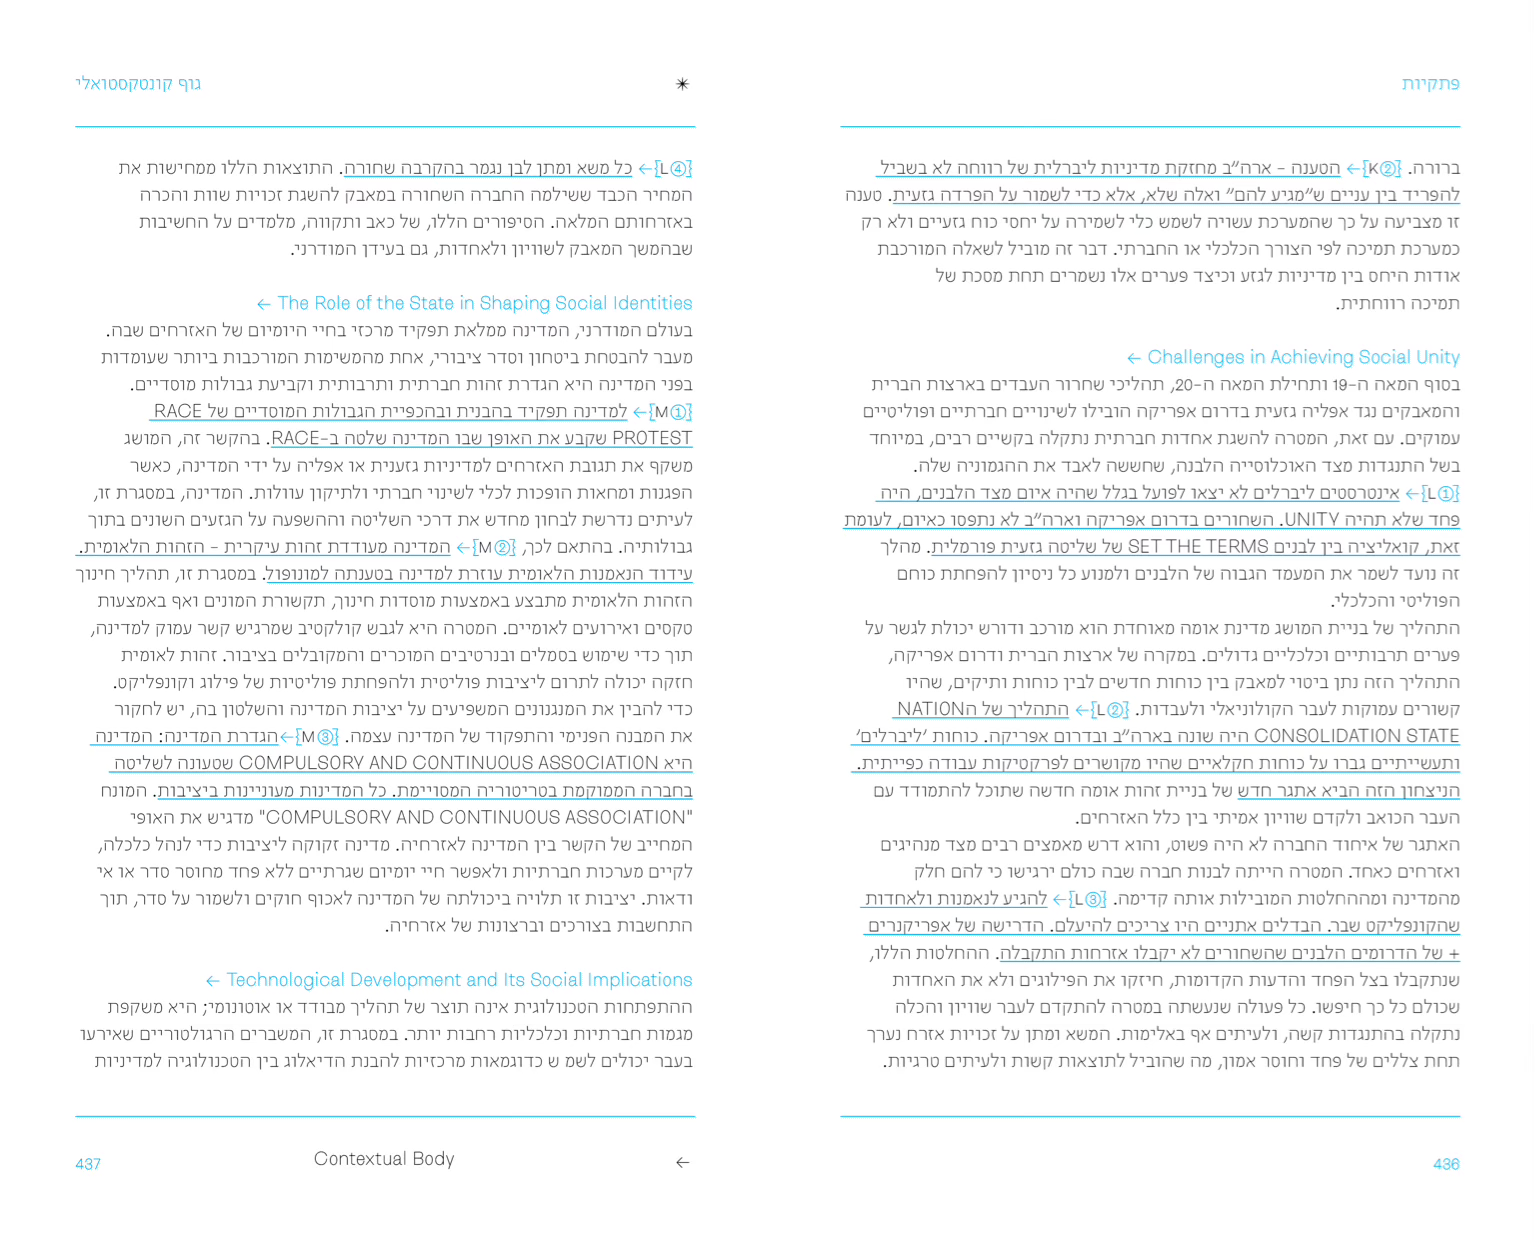 פתקיות
ברורה. {K②}← הטענה - ארה״ב מחזקת מדיניות ליברלית של רווחה לא בשביל
להפריד בין עניים ש״מגיע להם״ ואלה שלא, אלא כדי לשמור על הפרדה גזעית. טענה
זו מצביעה על כך שהמערכת עשויה לשמש כלי לשמירה על יחסי כוח גזעיים ולא רק
כמערכת תמיכה לפי הצורך הכלכלי או החברתי. דבר זה מוביל לשאלה המורכבת
אודות היחס בין מדיניות לגזע וכיצד פערים אלו נשמרים תחת מסכת של
תמיכה רווחתית.
← Challenges in Achieving Social Unity
בסוף המאה ה-19 ותחילת המאה ה-20, תהליכי שחרור העבדים בארצות הברית
והמאבקים נגד אפליה גזעית בדרום אפריקה הובילו לשינויים חברתיים ופוליטיים
עמוקים. עם זאת, המטרה להשגת אחדות חברתית נתקלה בקשיים רבים, במיוחד
בשל התנגדות מצד האוכלוסייה הלבנה, שחששה לאבד את ההגמוניה שלה.
{L①}← אינטרסטים ליברלים לא יצאו לפועל בגלל שהיה איום מצד הלבנים, היה
פחד שלא תהיה UNITY. השחורים בדרום אפריקה וארה״ב לא נתפסו כאיום, לעומת
זאת, קואליציה בין לבנים SET THE TERMS של שליטה גזעית פורמלית. מהלך
זה נועד לשמר את המעמד הגבוה של הלבנים ולמנוע כל ניסיון להפחתת כוחם
הפוליטי והכלכלי.
התהליך של בניית המושג מדינת אומה מאוחדת הוא מורכב ודורש יכולת לגשר על
פערים תרבותיים וכלכליים גדולים. במקרה של ארצות הברית ודרום אפריקה,
התהליך הזה נתן ביטוי למאבק בין כוחות חדשים לבין כוחות ותיקים, שהיו
קשורים עמוקות לעבר הקולוניאלי ולעבדות. {L②}← התהליך של הNATION
CONSOLIDATION STATE היה שונה בארה״ב ובדרום אפריקה. כוחות ׳ליברלים׳
ותעשייתיים גברו על כוחות חקלאיים שהיו מקושרים לפרקטיקות עבודה כפייתית.
הניצחון הזה הביא אתגר חדש של בניית זהות אומה חדשה שתוכל להתמודד עם
העבר הכואב ולקדם שוויון אמיתי בין כלל האזרחים.
האתגר של איחוד החברה לא היה פשוט, והוא דרש מאמצים רבים מצד מנהיגים
ואזרחים כאחד. המטרה הייתה לבנות חברה שבה כולם ירגישו כי להם חלק
מהמדינה ומההחלטות המובילות אותה קדימה. {L③}← להגיע לנאמנות ולאחדות
שהקונפליקט שבר. הבדלים אתניים היו צריכים להיעלם. הדרישה של אפריקנרים
+ של הדרומים הלבנים שהשחורים לא יקבלו אזרחות התקבלה. ההחלטות הללו,
שנתקבלו בצל הפחד והדעות הקדומות, חיזקו את הפילוגים ולא את האחדות
שכולם כל כך חיפשו. כל פעולה שנעשתה במטרה להתקדם לעבר שוויון והכלה
נתקלה בהתנגדות קשה, ולעיתים אף באלימות. המשא ומתן על זכויות אזרח נערך
תחת צללים של פחד וחוסר אמון, מה שהוביל לתוצאות קשות ולעיתים טרגיות.
436
✳ גוף קונטקסטואלי
{L④}← כל משא ומתן לבן נגמר בהקרבה שחורה. התוצאות הללו ממחישות את
המחיר הכבד ששילמה החברה השחורה במאבק להשגת זכויות שוות והכרה
באזרחותם המלאה. הסיפורים הללו, של כאב ותקווה, מלמדים על החשיבות
שבהמשך המאבק לשוויון ולאחדות, גם בעידן המודרני.
← The Role of the State in Shaping Social Identities
בעולם המודרני, המדינה ממלאת תפקיד מרכזי בחיי היומיום של האזרחים שבה.
מעבר להבטחת ביטחון וסדר ציבורי, אחת מהמשימות המורכבות ביותר שעומדות
בפני המדינה היא הגדרת זהות חברתית ותרבותית וקביעת גבולות מוסדיים.
{M①}← למדינה תפקיד בהבנית ובהכפיית הגבולות המוסדיים של RACE
PROTEST שקבע את האופן שבו המדינה שלטה ב-RACE. בהקשר זה, המושג
משקף את תגובת האזרחים למדיניות גזענית או אפליה על ידי המדינה, כאשר
הפגנות ומחאות הופכות לכלי לשינוי חברתי ולתיקון עוולות. המדינה, במסגרת זו,
לעיתים נדרשת לבחון מחדש את דרכי השליטה וההשפעה על הגזעים השונים בתוך
גבולותיה. בהתאם לכך, {M②}← המדינה מעודדת זהות עיקרית - הזהות הלאומית.
עידוד הנאמנות הלאומית עוזרת למדינה בטענתה למונופול. במסגרת זו, תהליך חינוך
הזהות הלאומית מתבצע באמצעות מוסדות חינוך, תקשורת המונים ואף באמצעות
טקסים ואירועים לאומיים. המטרה היא לגבש קולקטיב שמרגיש קשר עמוק למדינה,
תוך כדי שימוש בסמלים ובנרטיבים המוכרים והמקובלים בציבור. זהות לאומית
חזקה יכולה לתרום ליציבות פוליטית ולהפחתת פוליטיות של פילוג וקונפליקט.
כדי להבין את המנגנונים המשפיעים על יציבות המדינה והשלטון בה, יש לחקור
את המבנה הפנימי והתפקוד של המדינה עצמה. {M③}←הגדרת המדינה: המדינה
היא COMPULSORY AND CONTINUOUS ASSOCIATION שטעונה לשליטה
בחברה הממוקמת בטריטוריה המסויימת. כל המדינות מעוניינות ביציבות. המונח
"COMPULSORY AND CONTINUOUS ASSOCIATION" מדגיש את האופי
המחייב של הקשר בין המדינה לאזרחיה. מדינה זקוקה ליציבות כדי לנהל כלכלה,
לקיים מערכות חברתיות ולאפשר חיי יומיום שגרתיים ללא פחד מחוסר סדר או אי
ודאות. יציבות זו תלויה ביכולתה של המדינה לאכוף חוקים ולשמור על סדר, תוך
התחשבות בצורכים וברצונות של אזרחיה.
← Technological Development and Its Social Implications
ההתפתחות הטכנולוגית אינה תוצר של תהליך מבודד או אוטונומי; היא משקפת
מגמות חברתיות וכלכליות רחבות יותר. במסגרת זו, המשברים הרגולטוריים שאירעו
בעבר יכולים לשמ ש כדוגמאות מרכזיות להבנת הדיאלוג בין הטכנולוגיה למדיניות
← Contextual Body 437